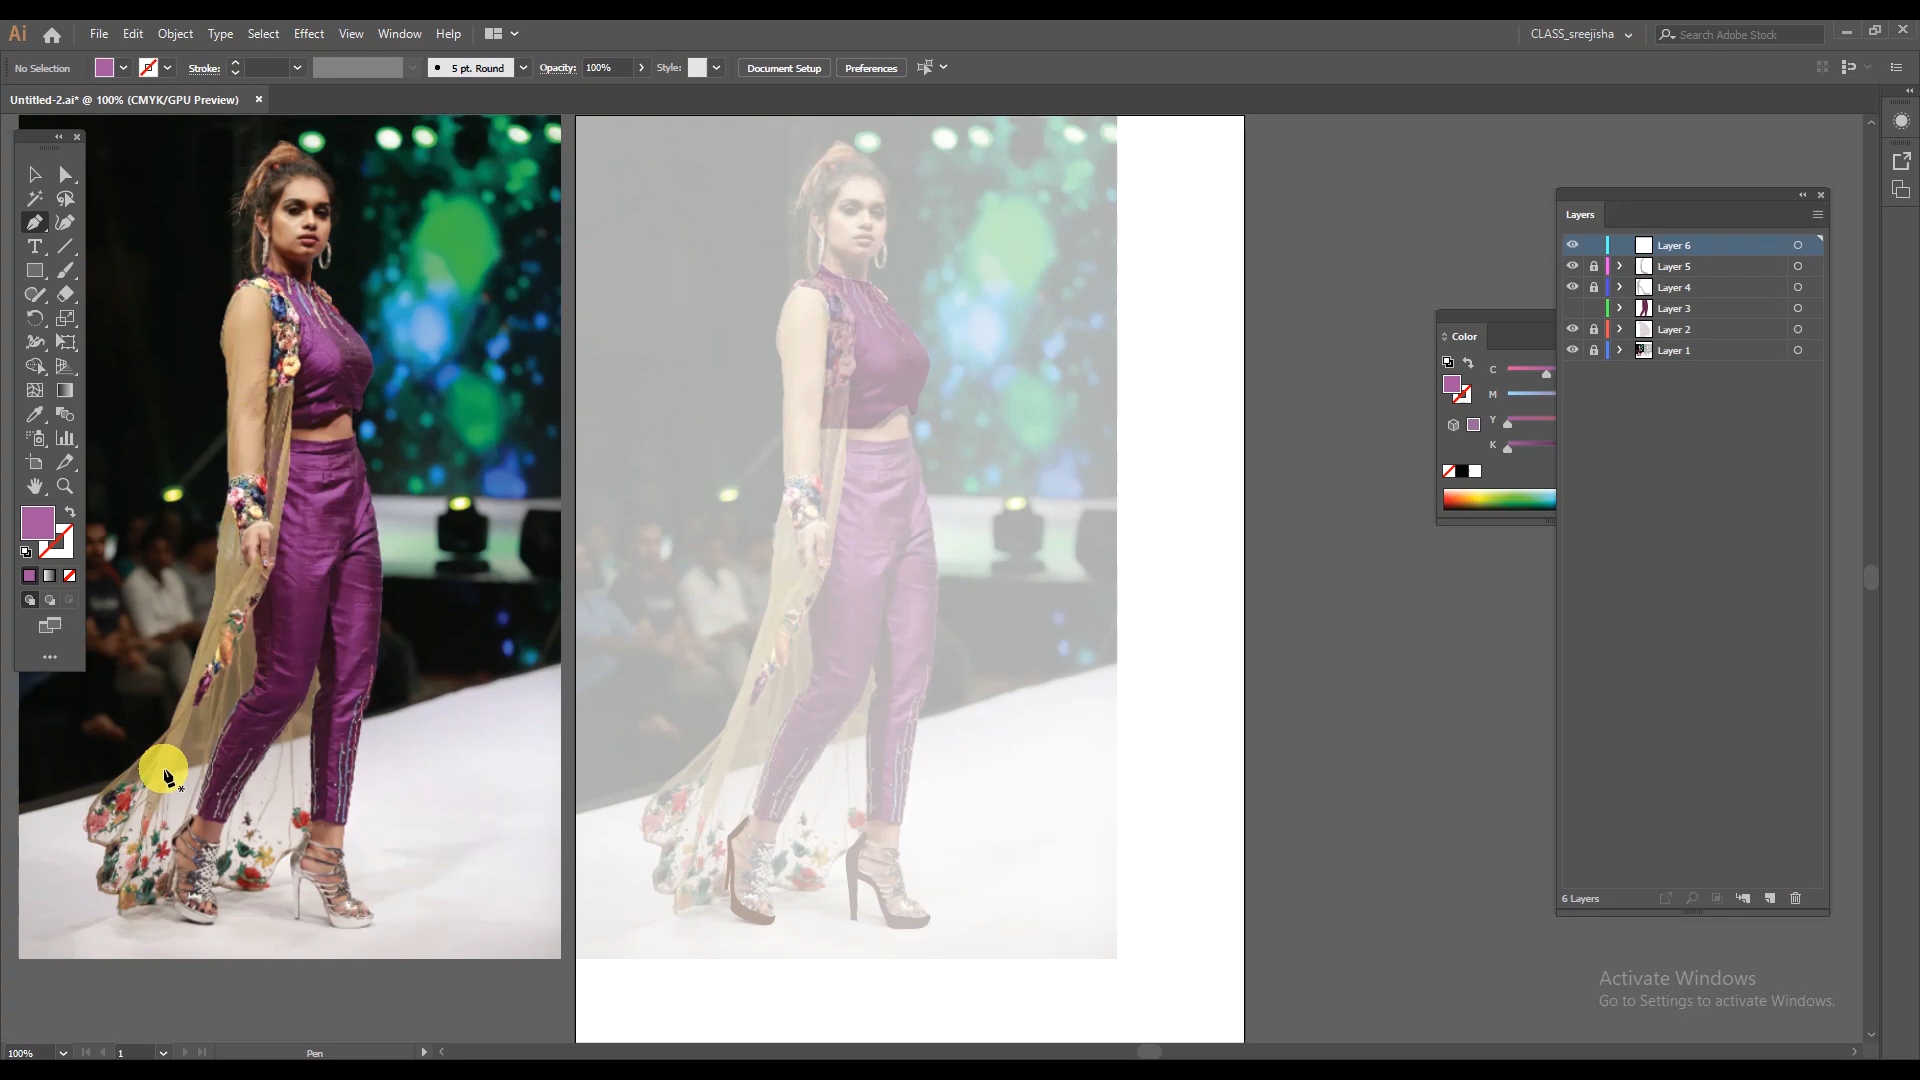 Ai File Edit Object Type Select Effect View Window Help CLASS_sreejisha Search Adobe Stock
No Selection Stroke: 5 pt. Round Opacity: 100% Style: Document Setup Preferences
Untitled-2.ai* @ 100% (CMYK/GPU Preview)
Layers
Layer 6
Layer 5
Layer 4
Layer 3
Layer 2
Layer 1
Color
C
M
Y
K
6 Layers
Activate Windows
Go to Settings to activate Windows.
100% 1 Pen